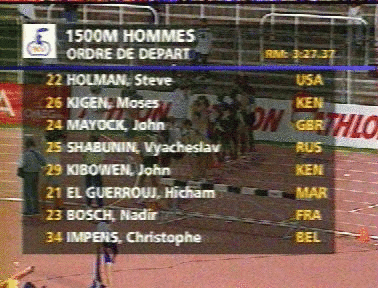 1500M HOMMES
ORDRE DE DEPART RM: 3:27.37
22 HOLMAN, Steve USA
26 KIGEN, Moses KEN
24 MAYOCK, John GBR
25 SHABUNIN, Vyacheslav RUS
29 KIBOWEN, John KEN
21 EL GUERROUJ, Hicham MAR
23 BOSCH, Nadir FRA
34 IMPENS, Christophe BEL